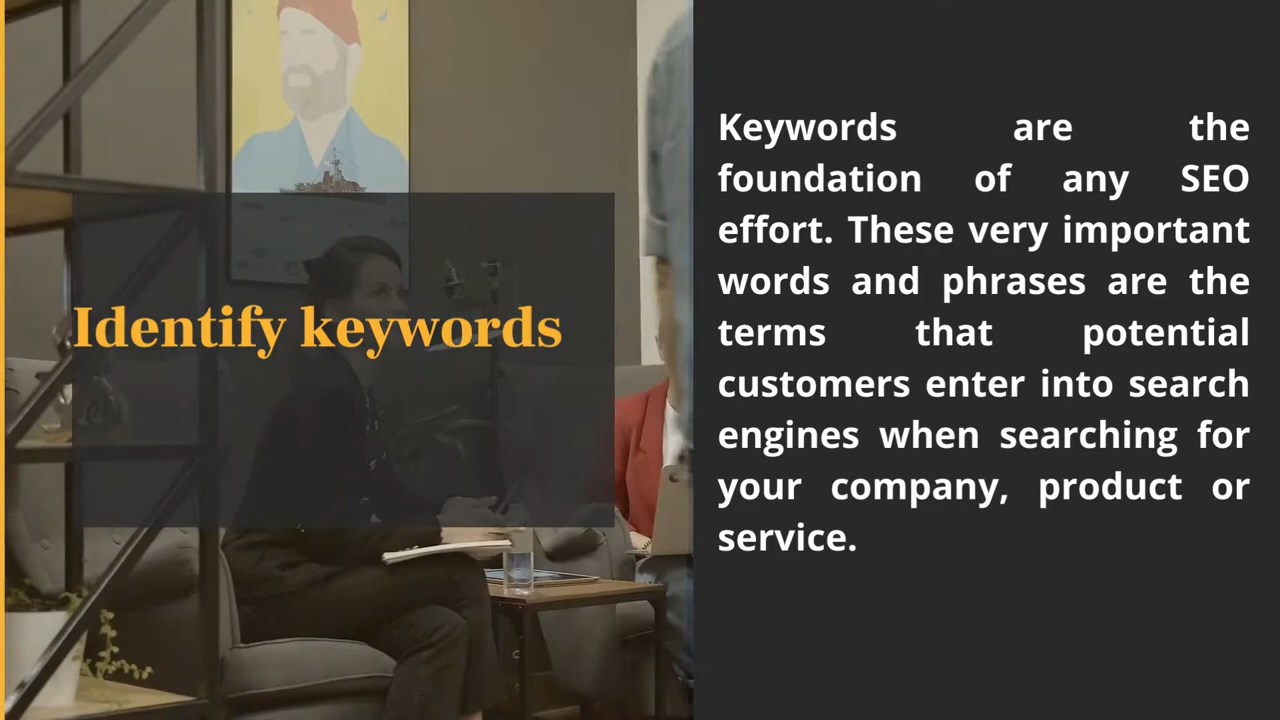 Identify keywords
Keywords are the
foundation of any SEO
effort. These very important
words and phrases are the
terms that potential
customers enter into search
engines when searching for
your company, product or
service.